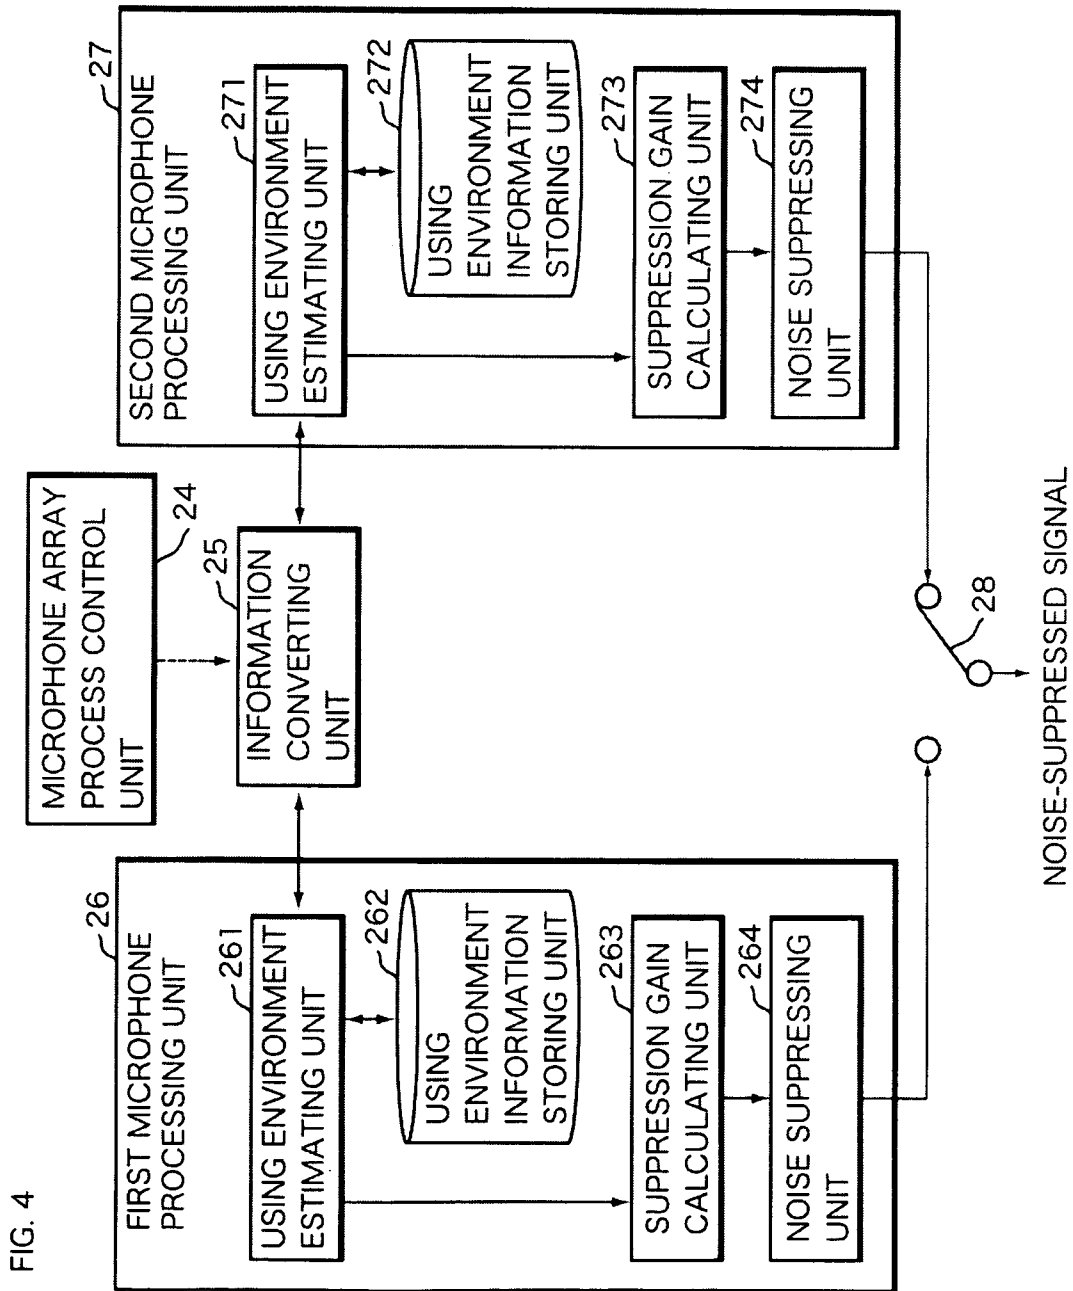 FIG. 4
MICROPHONE ARRAY
PROCESS CONTROL
UNIT
24
25
INFORMATION
CONVERTING
UNIT
26
FIRST MICROPHONE
PROCESSING UNIT
261
USING ENVIRONMENT
ESTIMATING UNIT
262
USING
ENVIRONMENT
INFORMATION
STORING UNIT
263
SUPPRESSION GAIN
CALCULATING UNIT
264
NOISE SUPPRESSING
UNIT
27
SECOND MICROPHONE
PROCESSING UNIT
271
USING ENVIRONMENT
ESTIMATING UNIT
272
USING
ENVIRONMENT
INFORMATION
STORING UNIT
273
SUPPRESSION GAIN
CALCULATING UNIT
274
NOISE SUPPRESSING
UNIT
28
NOISE-SUPPRESSED SIGNAL